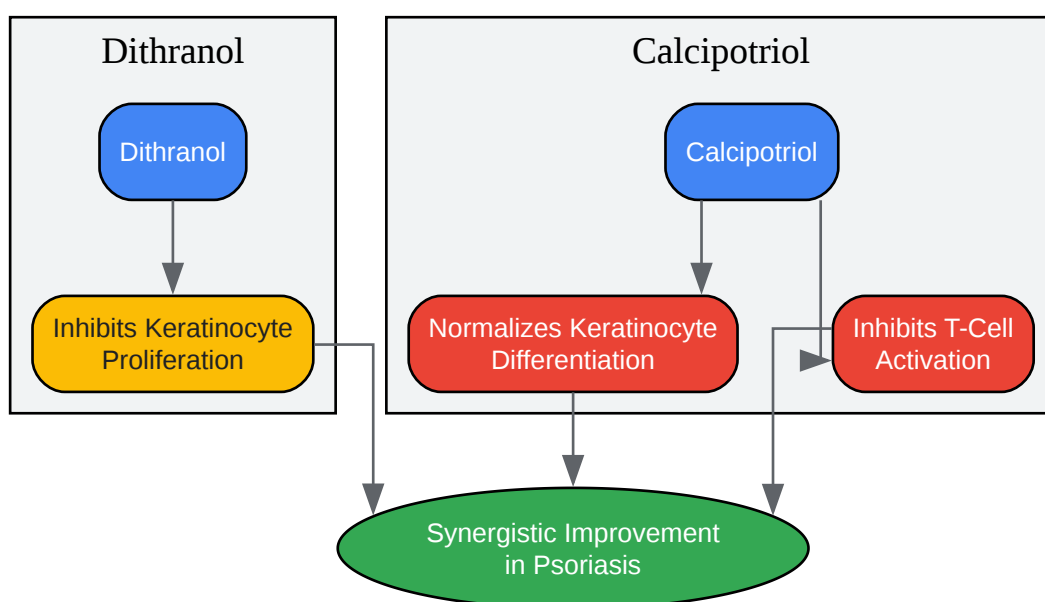 Dithranol
Calcipotriol
Dithranol
Calcipotriol
Inhibits Keratinocyte
Proliferation
Normalizes Keratinocyte
Differentiation
Inhibits T-Cell
Activation
Synergistic Improvement
in Psoriasis